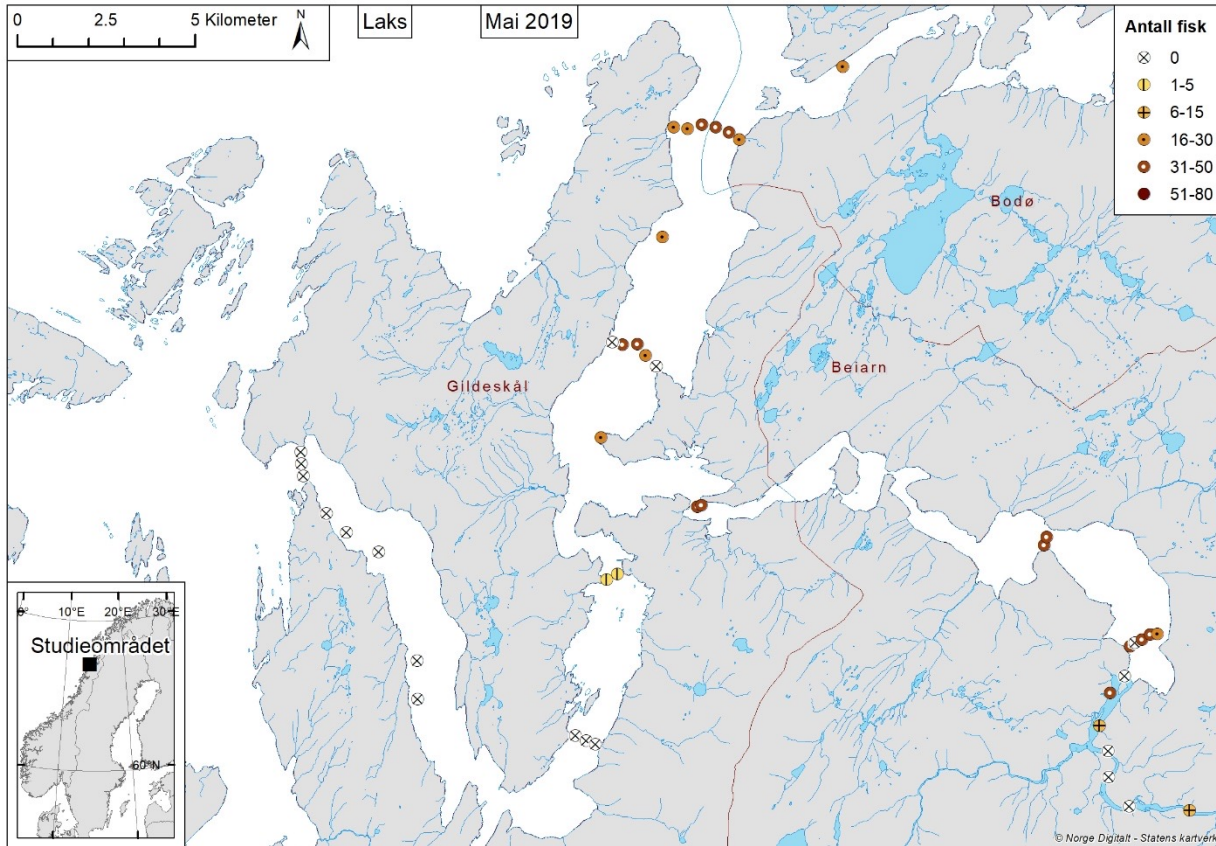 0 2.5 5 Kilometer
N
Laks
Mai 2019
Antall fisk
0
1-5
6-15
16-30
31-50
51-80
Bodø
Beiarn
Gildeskål
0° 10°E 20°E 30°E
Studieområdet
60°N
© Norge Digitalt - Statens kartverk